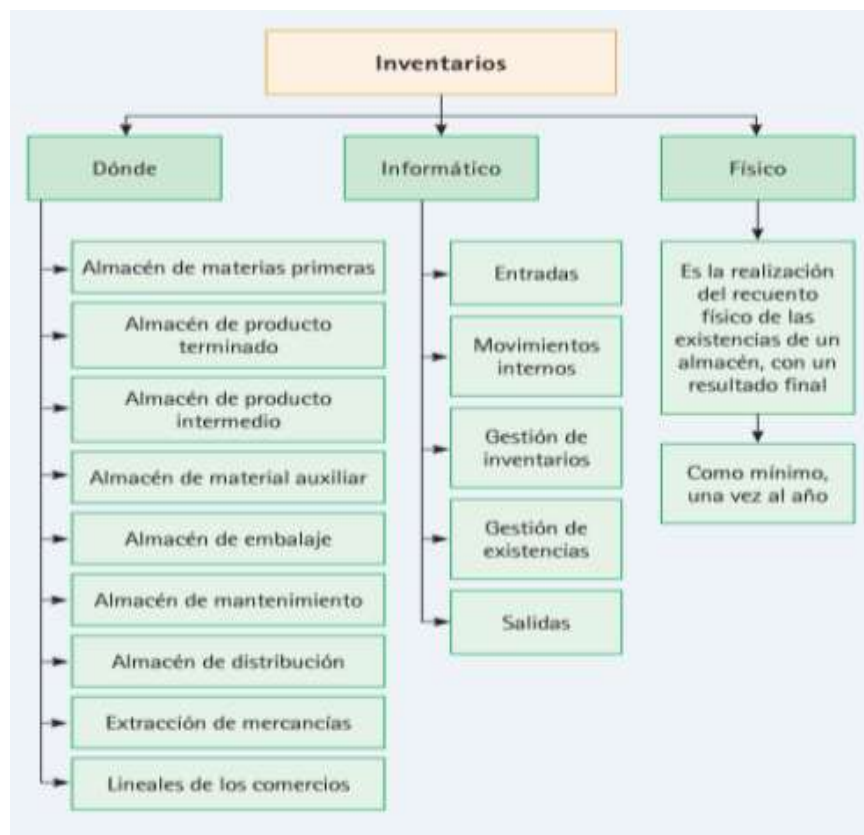 Inventarios
Dónde
Almacén de materias primeras
Almacén de producto
terminado
Almacén de producto
intermedio
Almacén de material auxiliar
Almacén de embalaje
Almacén de mantenimiento
Almacén de distribución
Extracción de mercancías
Lineales de los comercios
Informático
Entradas
Movimientos
internos
Gestión de
inventarios
Gestión de
existencias
Salidas
Físico
Es la realización
del recuento
físico de las
existencias de un
almacén, con un
resultado final
Como mínimo,
una vez al año